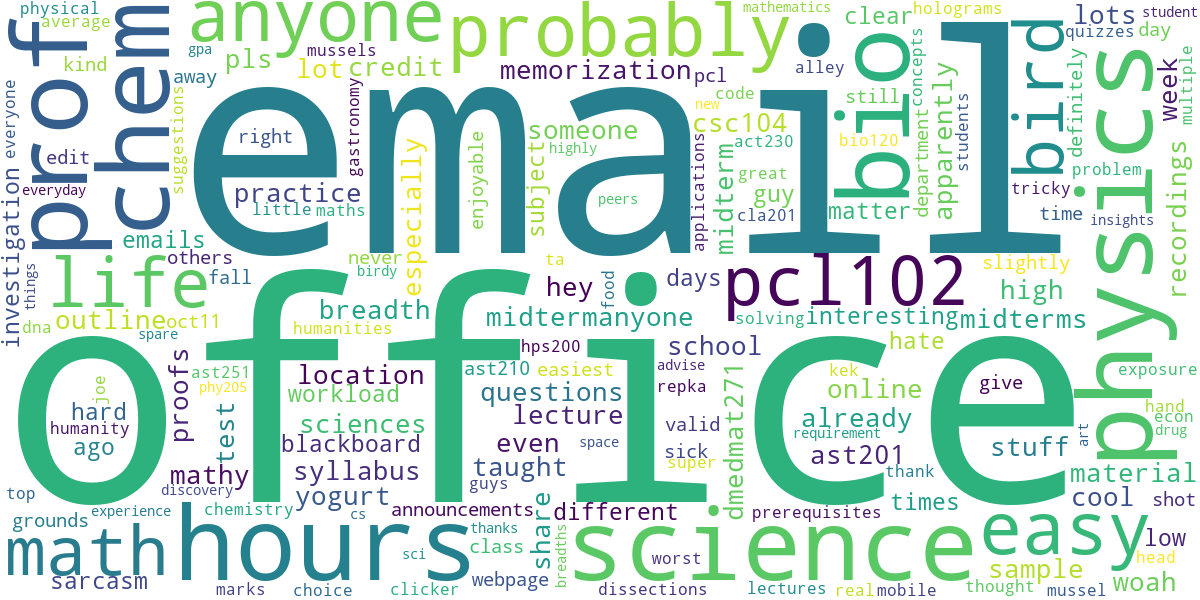 physical
average
kind
gpa
anyone
pls
mussels
lot
credit
probably
memorization
pcl
alley
clear
holograms
mathematics
lots
quizzes
student
day
prof
chem
away
suggestions
edit
everyday
investigation
everyone
email
right
practice
little
maths
gastronomy
especially
enjoyable
someone
highly
subject
peers
new
code
csc104
act230
great
guy
cla201
applications
midterm
still
bio120
matter
bio
department
concepts
apparently
students
bird
tricky
time
definitely
problem
insights
physics
week
multiple
recordings
emails
others
fall
never
birdy
breadth
humanities
ta
hey
food
days
midtermanyone
pcl102
solving
interesting
slightly
high
midterms
things
life
dna
outline
oct11
spare
office
joe
hard
humanity
ago
proofs
mathy
discovery
test
ast251
phy205
location
workload
sciences
blackboard
syllabus
yogurt
hps200
ast210
easiest
questions
lecture
even
taught
guys
space
school
advise
repka
valid
sick
super
dmedmat271
hate
kek
online
already
requirement
ast201
thank
times
give
stuff
exposure
hand
econ
drug
art
material
cool
shot
top
grounds
experience
chemistry
cs
announcements
different
share
prerequisites
math
hours
sci
thanks
class
webpage
breadths
science
worst
easy
low
sample
head
woah
sarcasm
marks
choice
clicker
dissections
lectures
real
mobile
thought
mussel